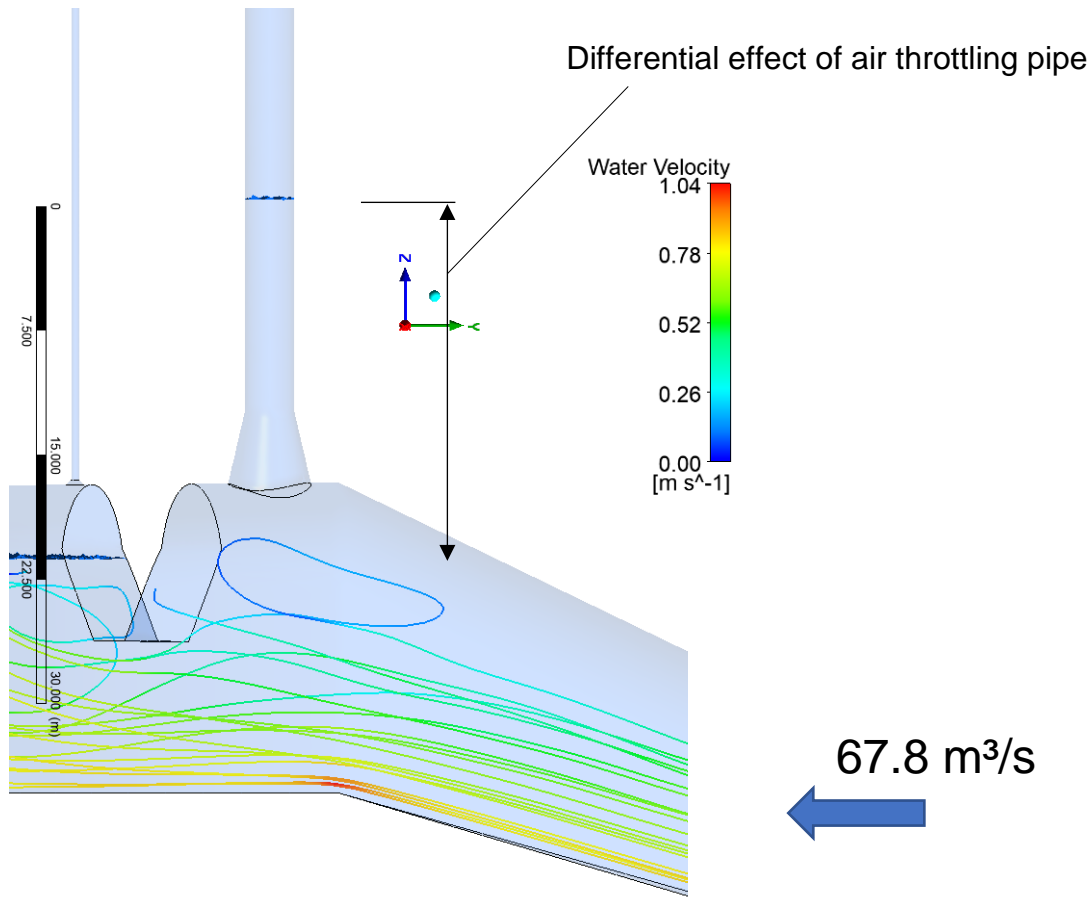 Differential effect of air throttling pipe
Water Velocity
1.04
0.78
0.52
0.26
0.00
[m s^-1]
0
7.500
15.000
22.500
30.000 (m)
Z
Y
67.8 m³/s